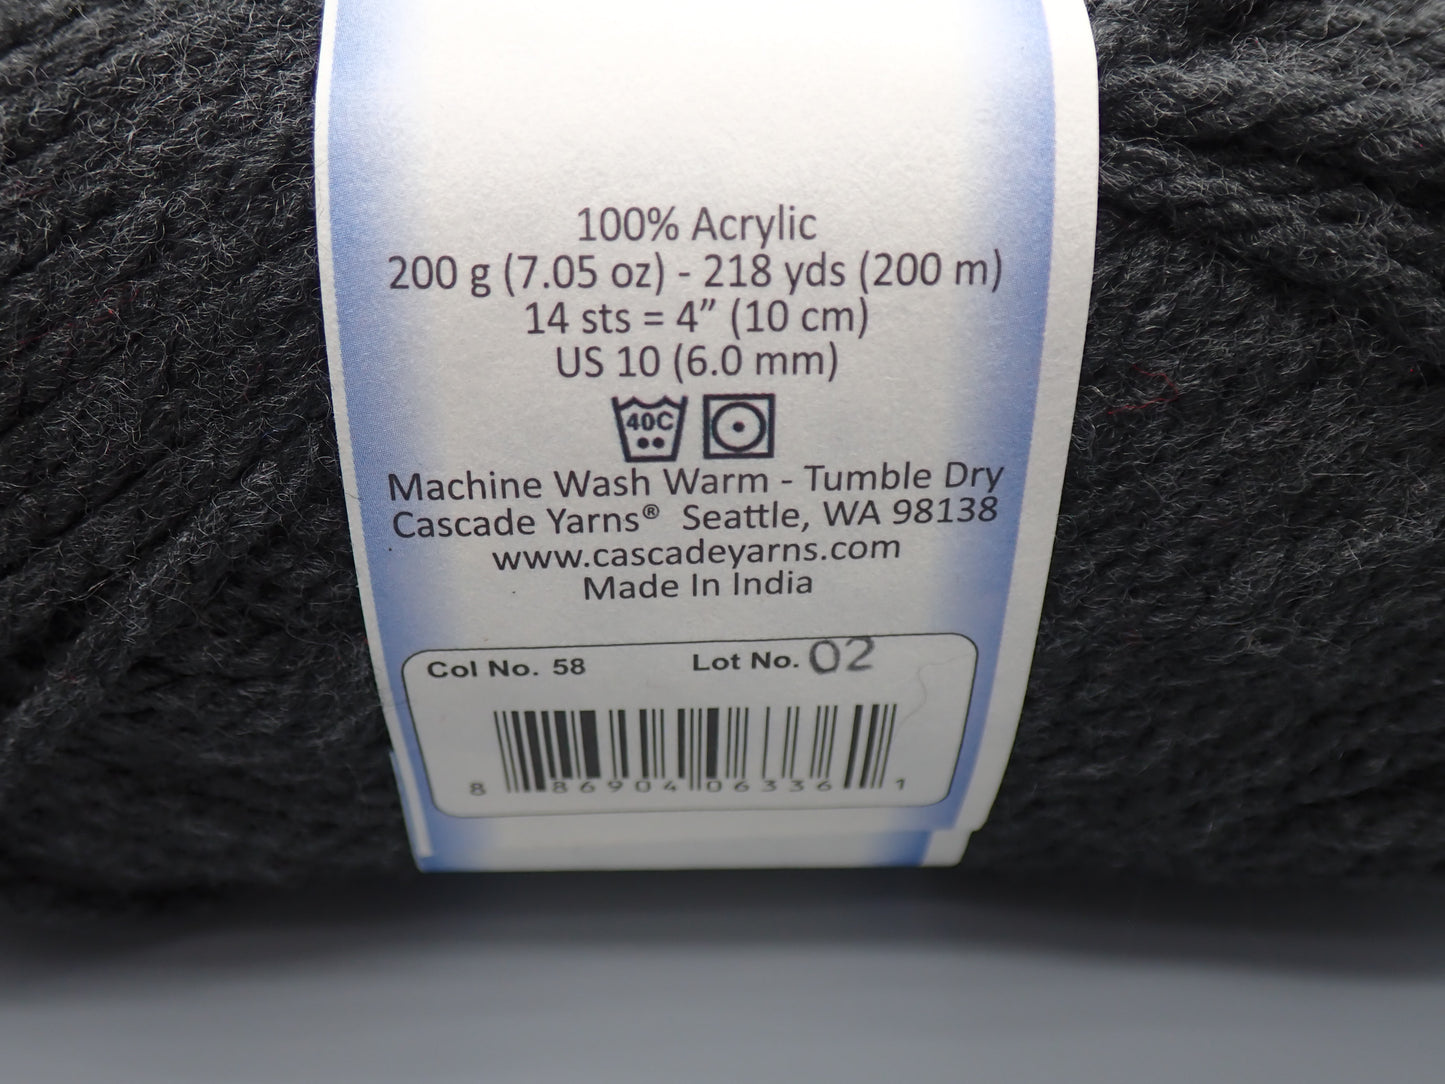 100% Acrylic
200 g (7.05 oz) - 218 yds (200 m)
14 sts = 4” (10 cm)
US 10 (6.0 mm)
40C
Machine Wash Warm - Tumble Dry
Cascade Yarns® Seattle, WA 98138
www.cascadeyarns.com
Made In India
Col No. 58 Lot No. 02
8 86904 06336 1